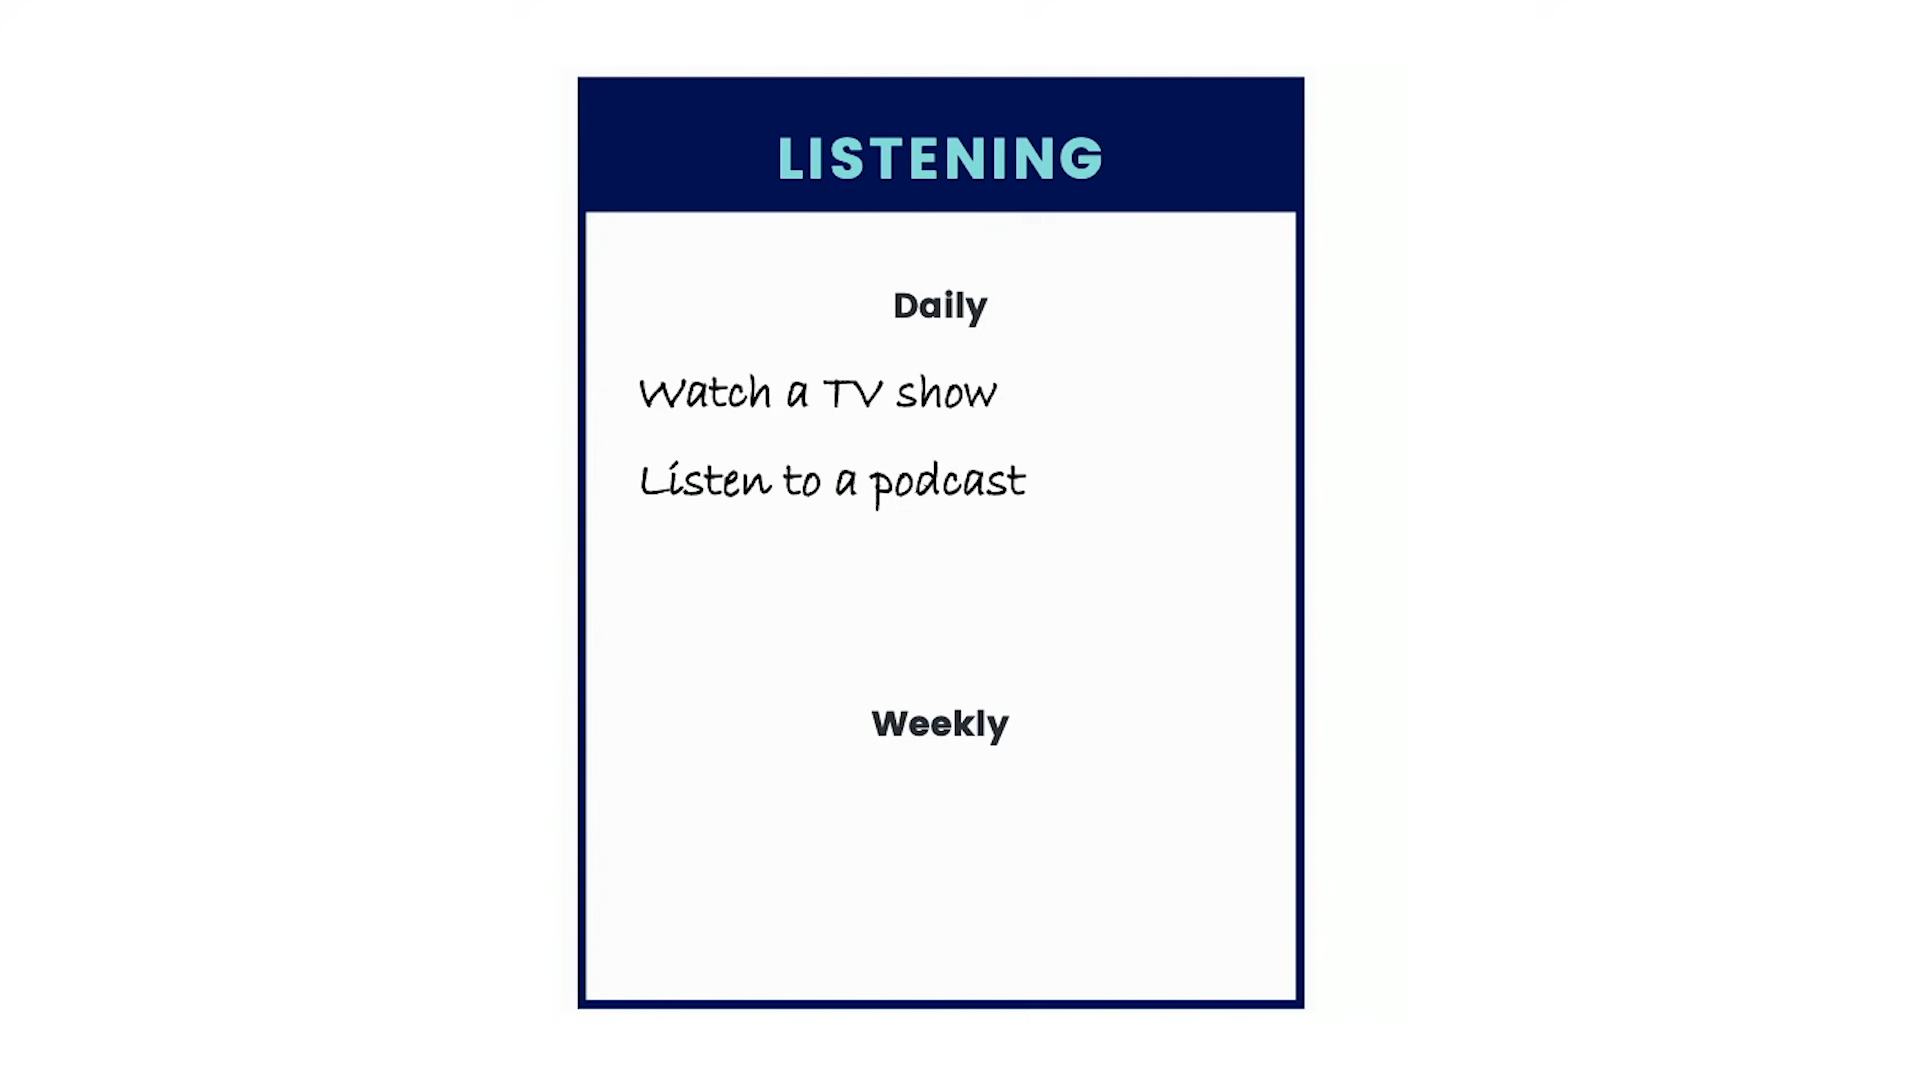 LISTENING
Daily
Watch a TV show
Listen to a podcast
Weekly